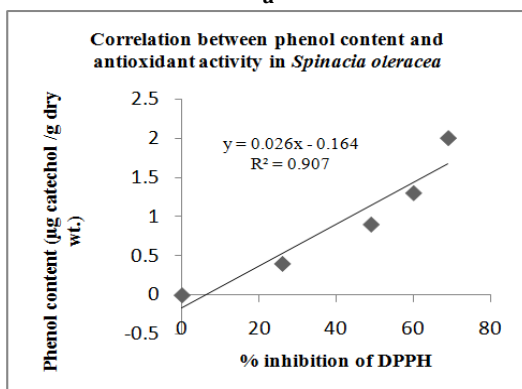 a
Correlation between phenol content and
antioxidant activity in Spinacia oleracea
Phenol content (µg catechol /g dry
wt.)
2.5
2
1.5
1
0.5
0
-0.5
y = 0.026x - 0.164
R² = 0.907
0 20 40 60 80
% inhibition of DPPH